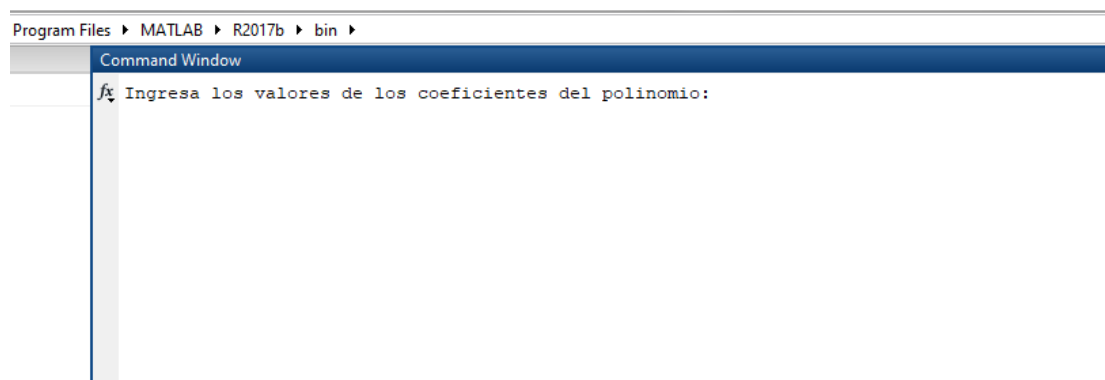 Program Files ▸ MATLAB ▸ R2017b ▸ bin ▸
Command Window
fx Ingresa los valores de los coeficientes del polinomio: